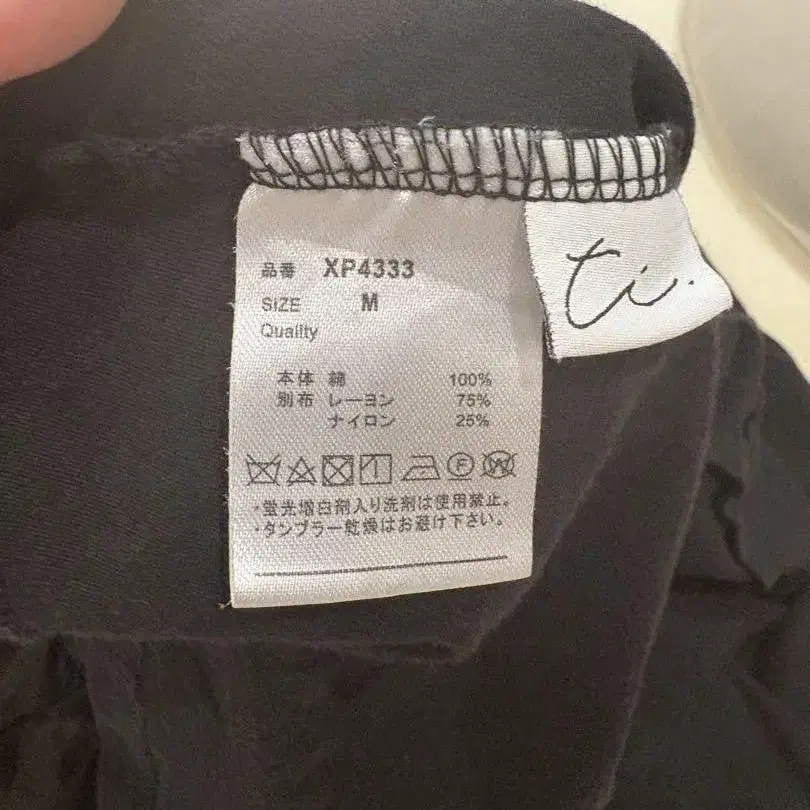 品番 XP4333
SIZE M
Quality
本体 綿 100%
別布 レーヨン 75%
ナイロン 25%
・蛍光増白剤入り洗剤は使用禁止。
・タンブラー乾燥はお避け下さい。
ti.